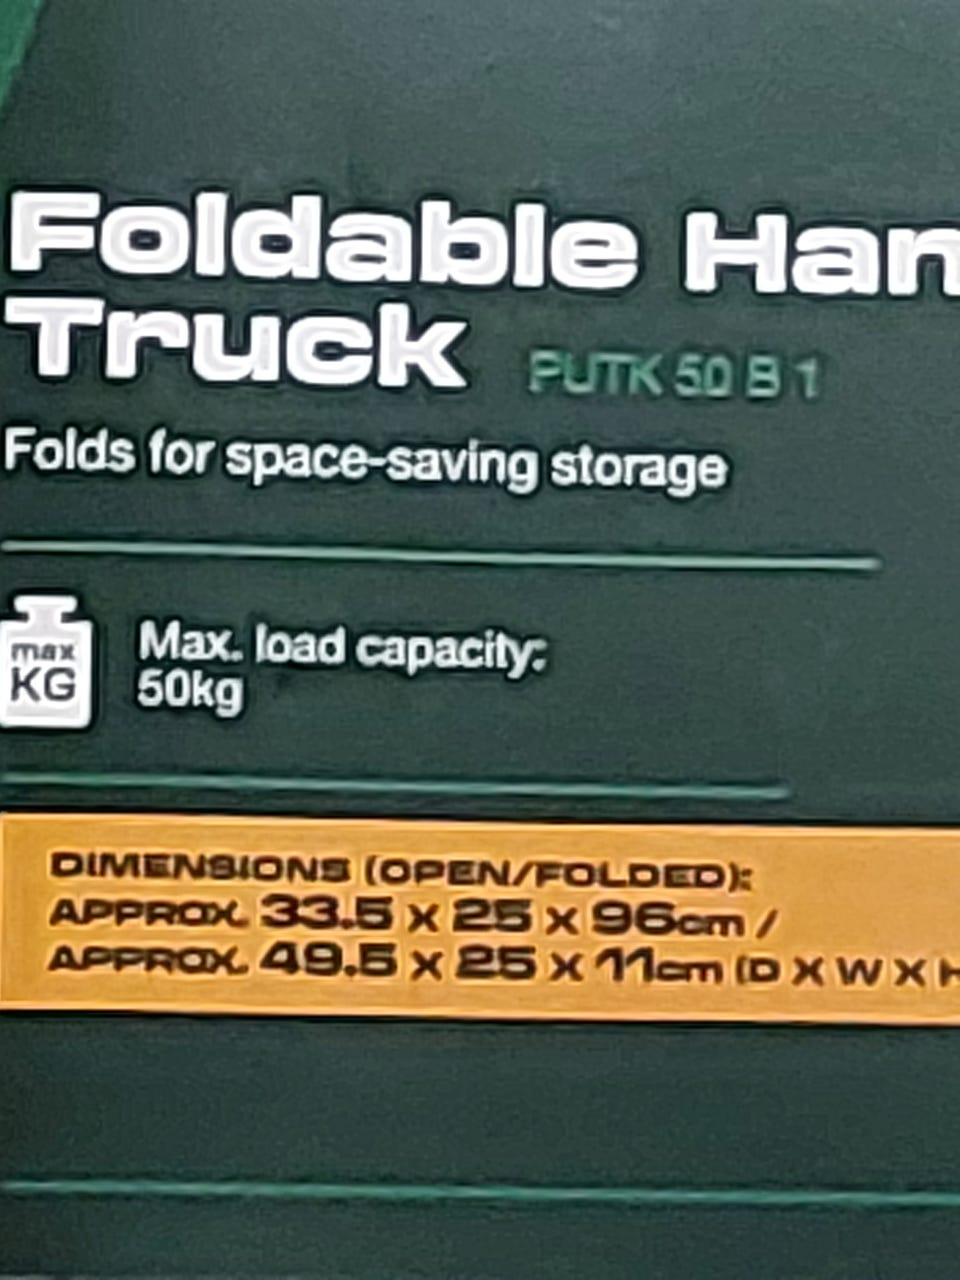 Foldable Han
Truck PUTK 50 B 1
Folds for space-saving storage
max
KG
Max. load capacity:
50kg
DIMENSIONS (OPEN/FOLDED):
APPROX. 33.5 x 25 x 96cm /
APPROX. 49.5 x 25 x 11cm (D X W X H